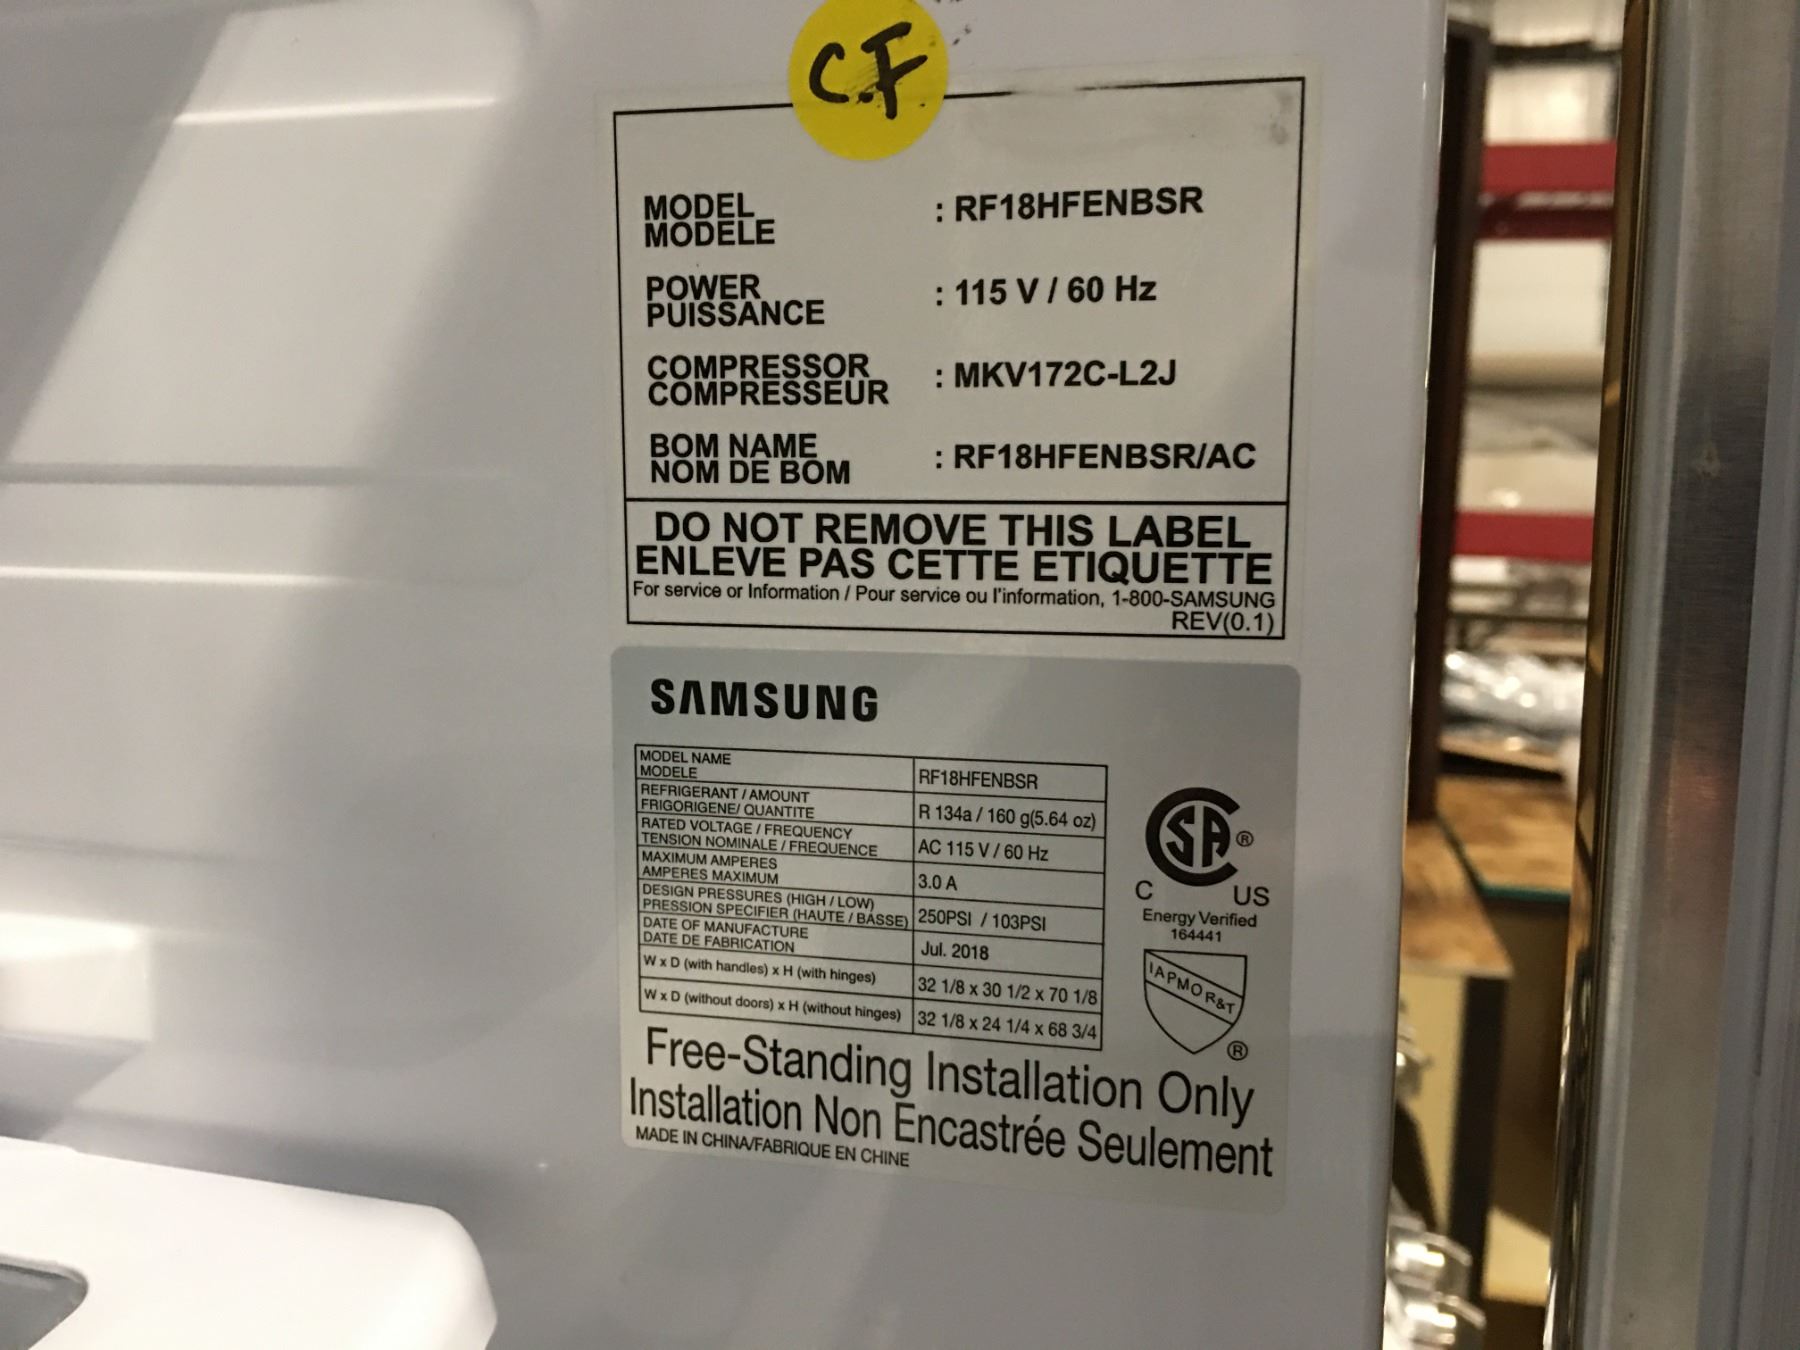 C.F
MODEL : RF18HFENBSR
MODELE
POWER : 115 V / 60 Hz
PUISSANCE
COMPRESSOR : MKV172C-L2J
COMPRESSEUR
BOM NAME : RF18HFENBSR/AC
NOM DE BOM
DO NOT REMOVE THIS LABEL
ENLEVE PAS CETTE ETIQUETTE
For service or Information / Pour service ou l'information, 1-800-SAMSUNG
REV(0.1)
SAMSUNG
MODEL NAME
MODELE
RF18HFENBSR
REFRIGERANT / AMOUNT
FRIGORIGENE/ QUANTITE
R 134a / 160 g(5.64 oz)
RATED VOLTAGE / FREQUENCY
TENSION NOMINALE / FREQUENCE
AC 115 V / 60 Hz
MAXIMUM AMPERES
AMPERES MAXIMUM
3.0 A
DESIGN PRESSURES (HIGH / LOW)
PRESSION SPECIFIER (HAUTE / BASSE)
250PSI / 103PSI
DATE OF MANUFACTURE
DATE DE FABRICATION
Jul. 2018
W x D (with handles) x H (with hinges)
32 1/8 x 30 1/2 x 70 1/8
W x D (without doors) x H (without hinges)
32 1/8 x 24 1/4 x 68 3/4
SA ®
C US
Energy Verified
164441
IAPMO R&T
®
Free-Standing Installation Only
Installation Non Encastrée Seulement
MADE IN CHINA/FABRIQUE EN CHINE